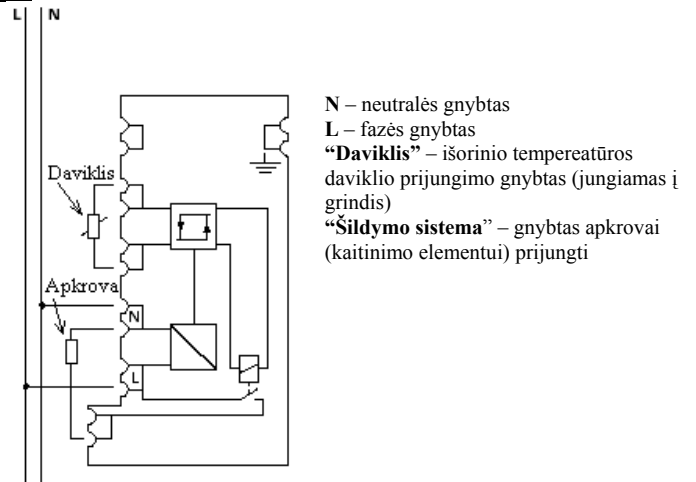 L N
N – neutralės gnybtas
L – fazės gnybtas
“Daviklis” – išorinio tempereatūros
daviklio prijungimo gnybtas (jungiamas į
grindis)
“Šildymo sistema” – gnybtas apkrovai
(kaitinimo elementui) prijungti
Daviklis
Apkrova
N
L